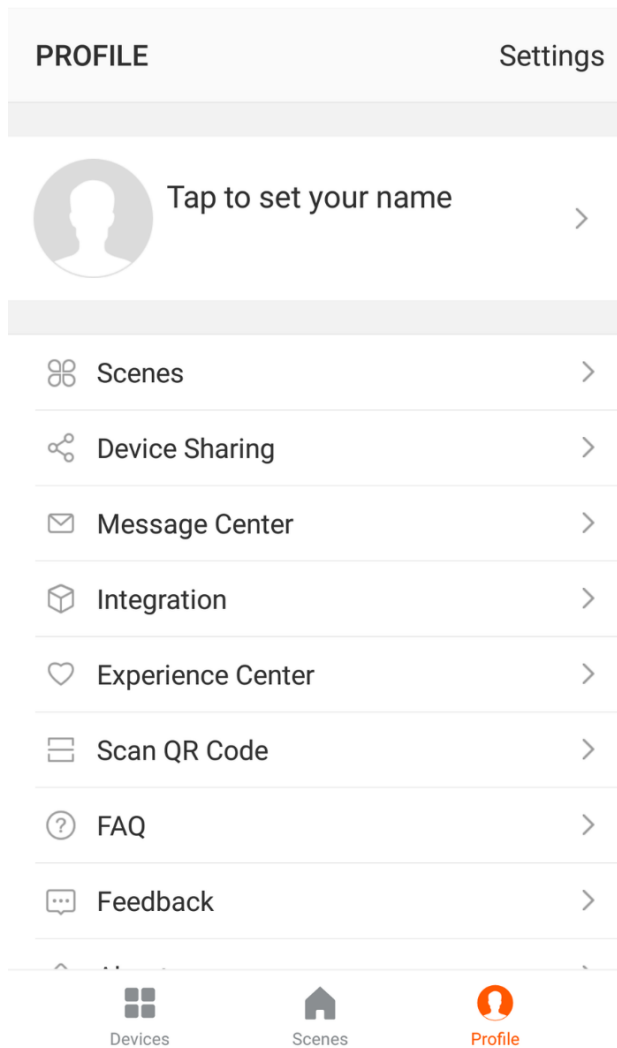 PROFILE Settings
Tap to set your name
Scenes
Device Sharing
Message Center
Integration
Experience Center
Scan QR Code
FAQ
Feedback
Devices Scenes Profile